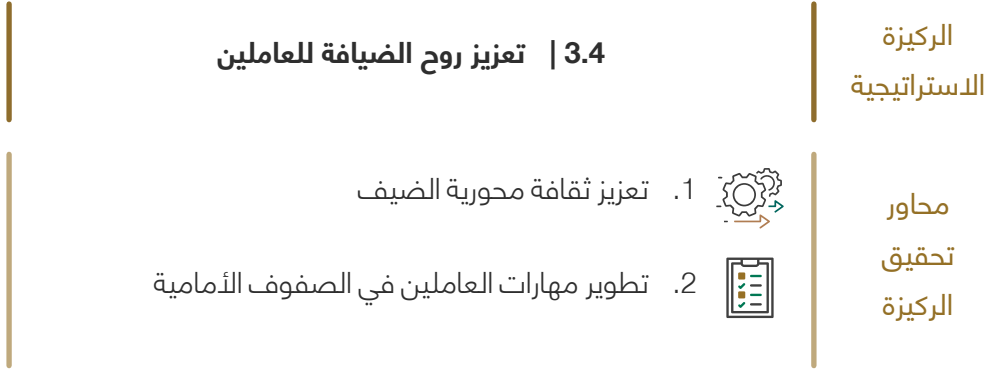 الركيزة
الاستراتيجية
3.4 | تعزيز روح الضيافة للعاملين
محاور
تحقيق
الركيزة
1. تعزيز ثقافة محورية الضيف
2. تطوير مهارات العاملين في الصفوف الأمامية